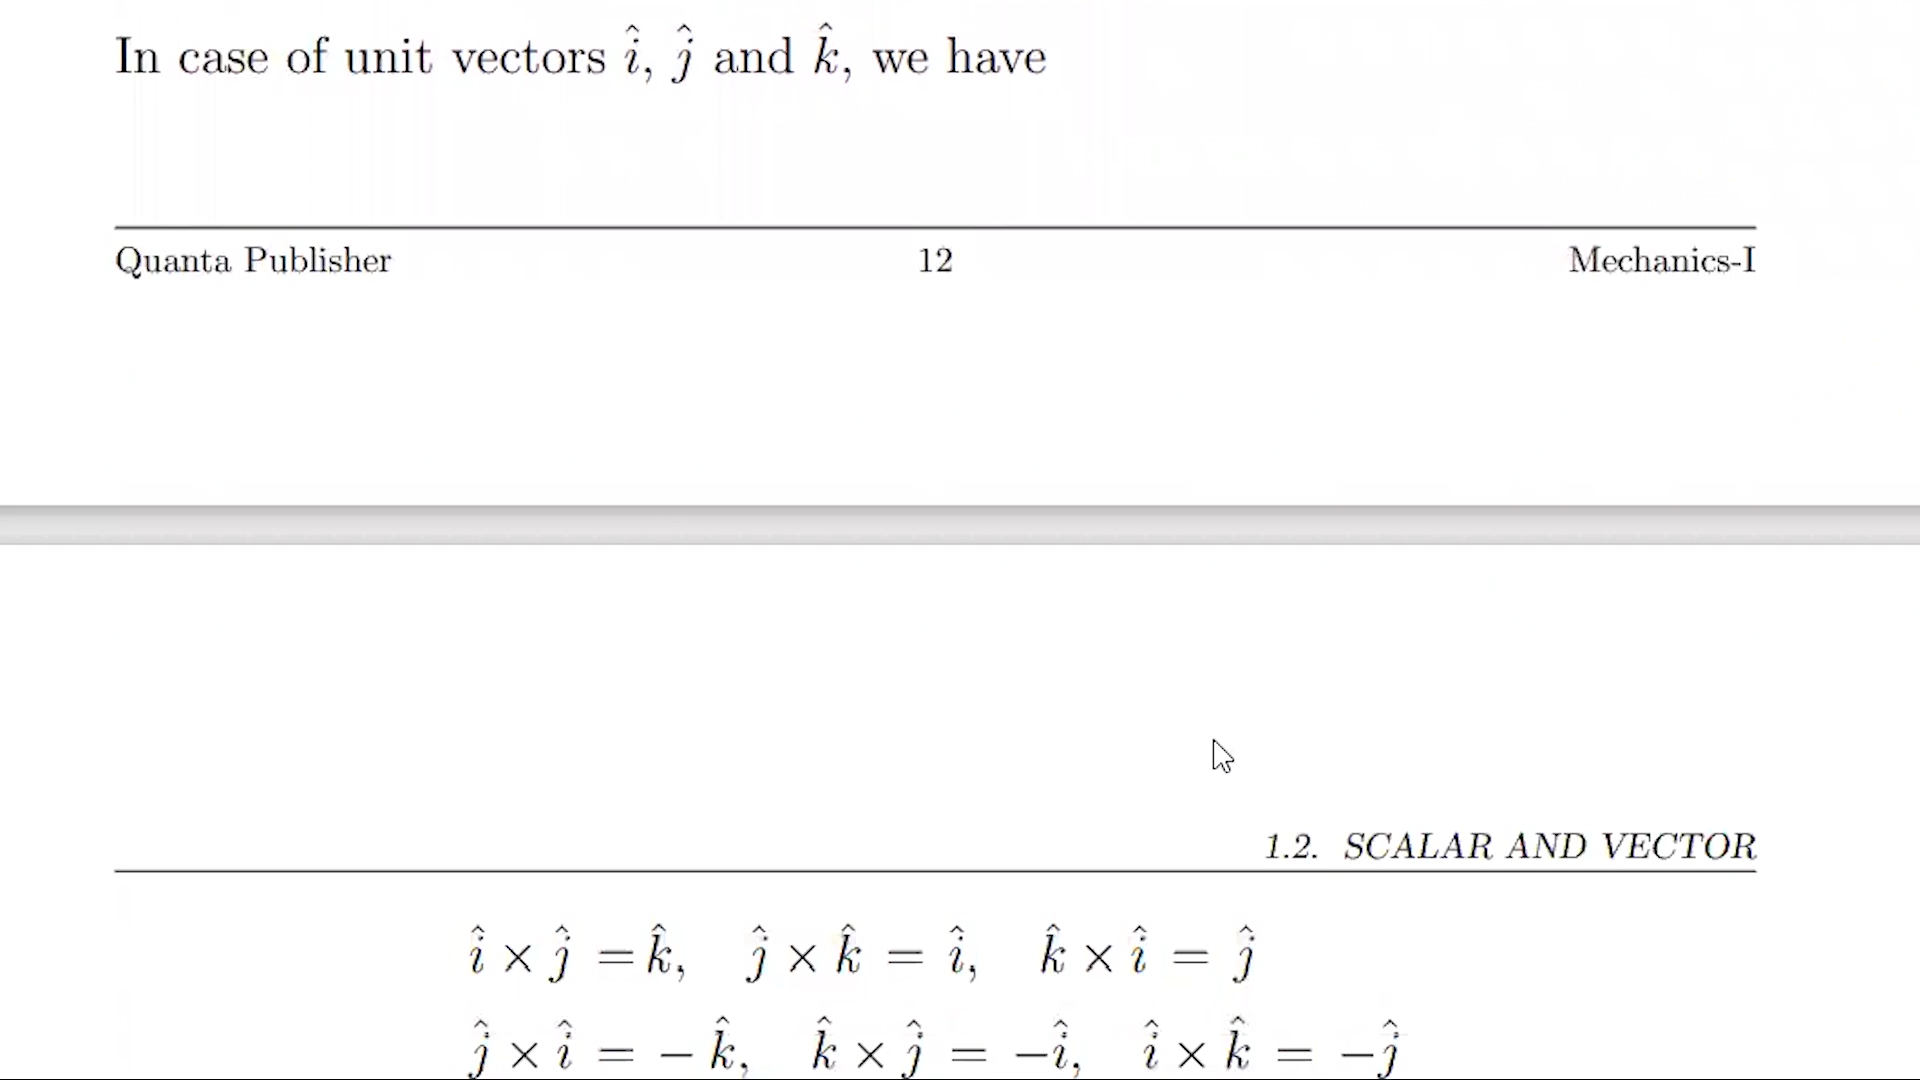 In case of unit vectors î, ĵ and k̂, we have
Quanta Publisher 12 Mechanics-I
1.2. SCALAR AND VECTOR
î × ĵ = k̂, ĵ × k̂ = î, k̂ × î = ĵ
ĵ × î = − k̂, k̂ × ĵ = −î, î × k̂ = −ĵ